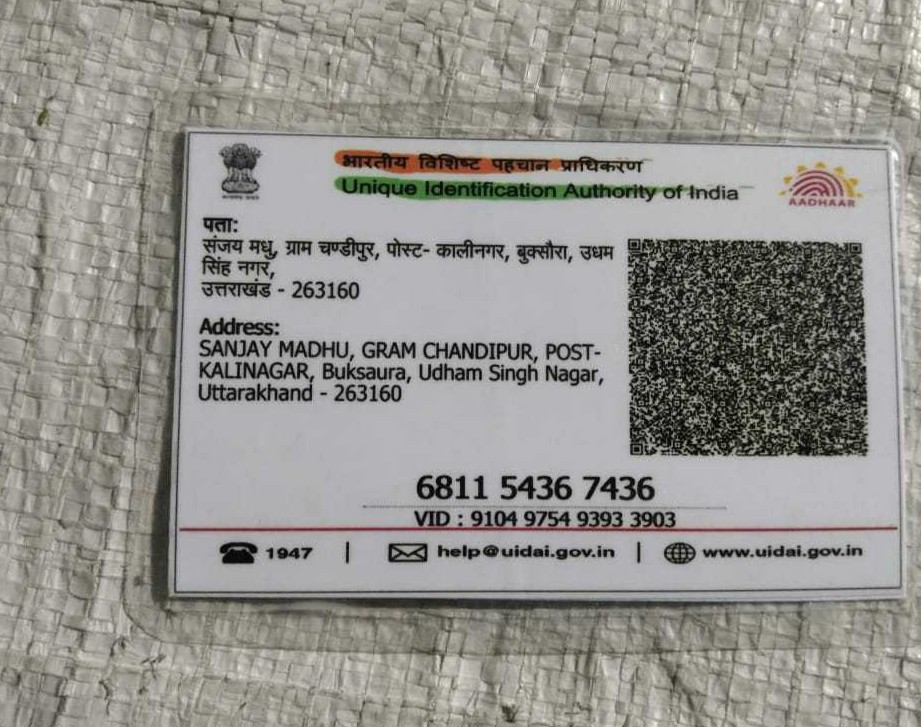 भारतीय विशिष्ट पहचान प्राधिकरण
Unique Identification Authority of India
AADHAAR
पता:
संजय मधु, ग्राम चण्डीपुर, पोस्ट- कालीनगर, बुक्सौरा, उधम
सिंह नगर,
उत्तराखंड - 263160
Address:
SANJAY MADHU, GRAM CHANDIPUR, POST-
KALINAGAR, Buksaura, Udham Singh Nagar,
Uttarakhand - 263160
6811 5436 7436
VID : 9104 9754 9393 3903
1947 | help@uidai.gov.in | www.uidai.gov.in